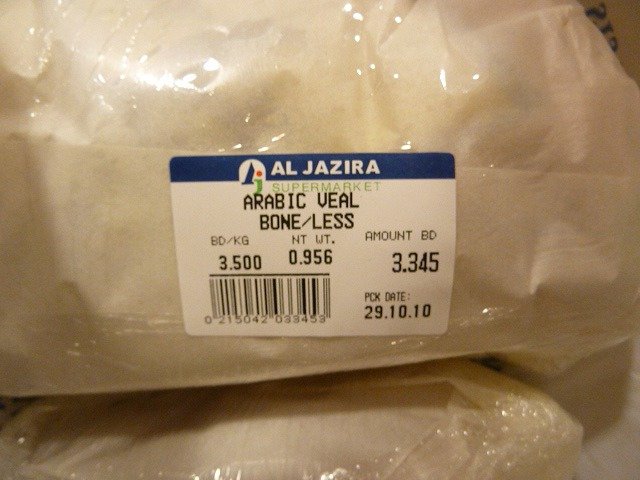 AL JAZIRA
SUPERMARKET
ARABIC VEAL
BONE/LESS
BD/KG NT WT. AMOUNT BD
3.500 0.956 3.345
0 215042 033453
PCK DATE:
29.10.10